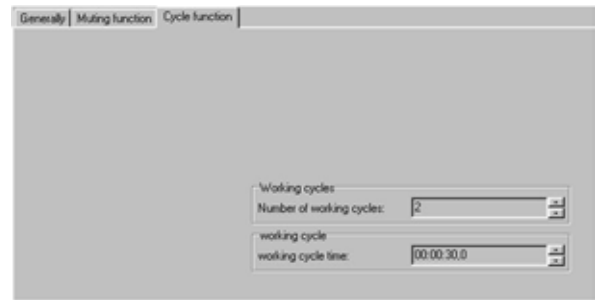 Generally Muting function Cycle function
Working cycles
Number of working cycles: 2
working cycle
working cycle time: 00:00:30,0